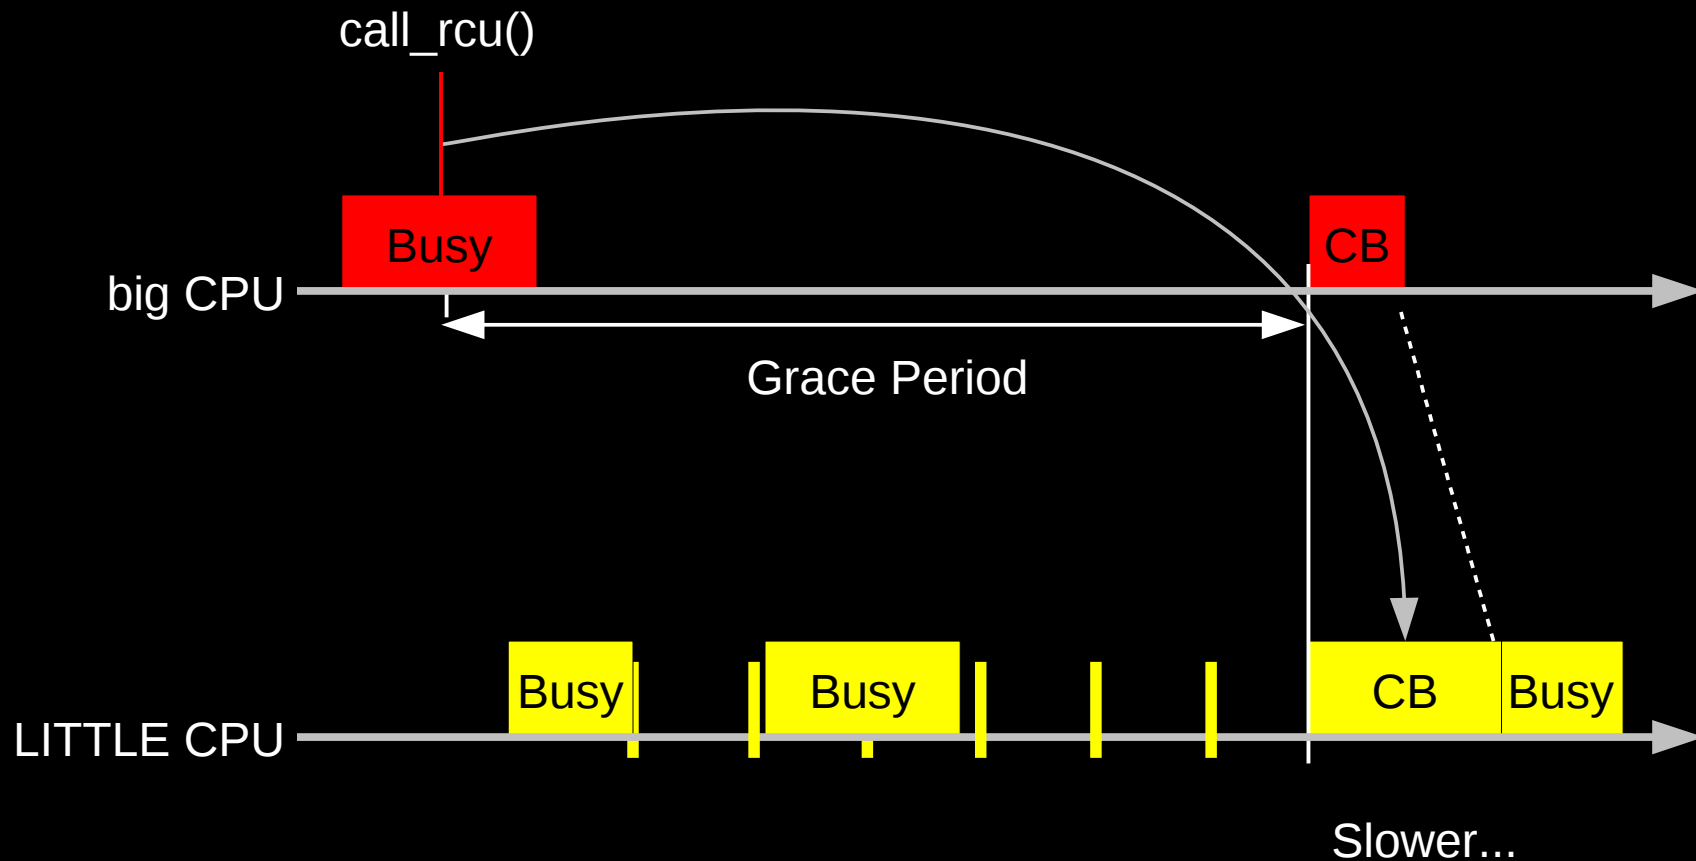 call_rcu()
Busy
CB
big CPU
Grace Period
Busy
Busy
CB
Busy
LITTLE CPU
Slower...